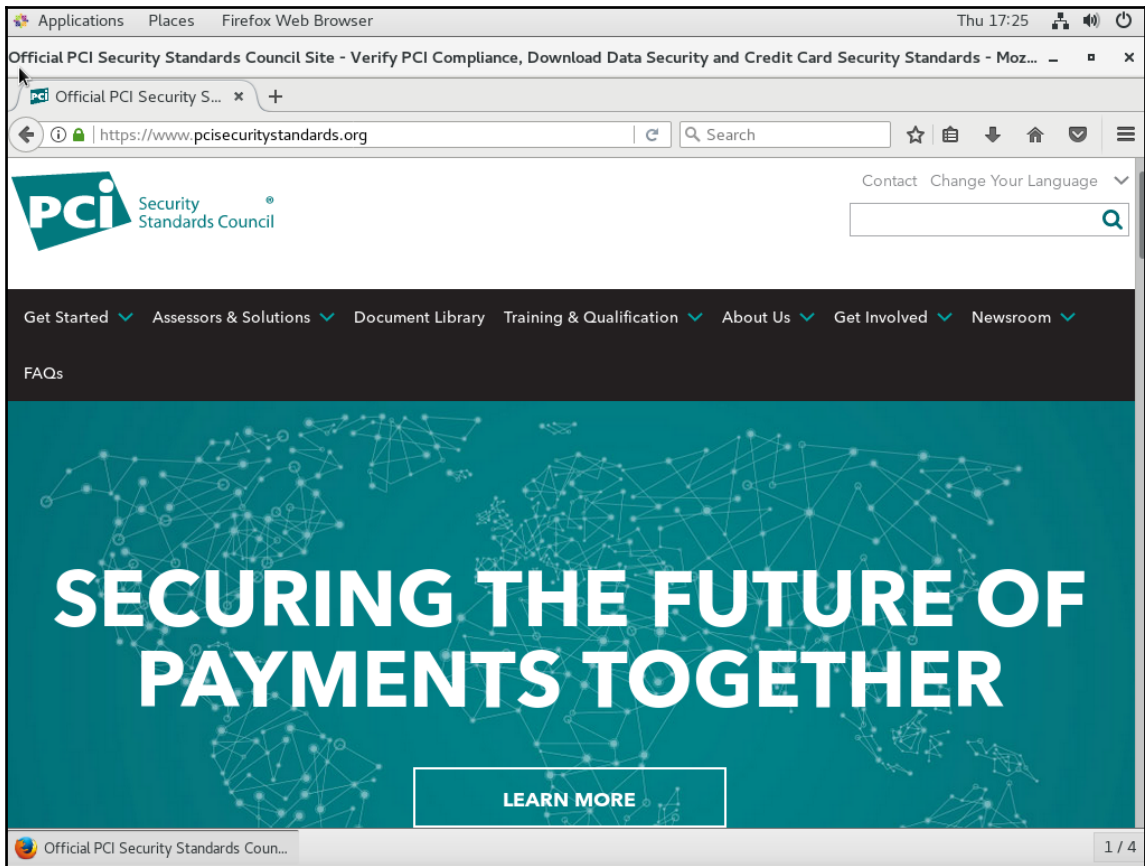 Applications Places Firefox Web Browser Thu 17:25
Official PCI Security Standards Council Site - Verify PCI Compliance, Download Data Security and Credit Card Security Standards - Moz...
Official PCI Security S...
https://www.pcisecuritystandards.org Search
Contact Change Your Language
PCi Security ®
Standards Council
Get Started Assessors & Solutions Document Library Training & Qualification About Us Get Involved Newsroom
FAQs
SECURING THE FUTURE OF
PAYMENTS TOGETHER
LEARN MORE
Official PCI Security Standards Coun... 1 / 4